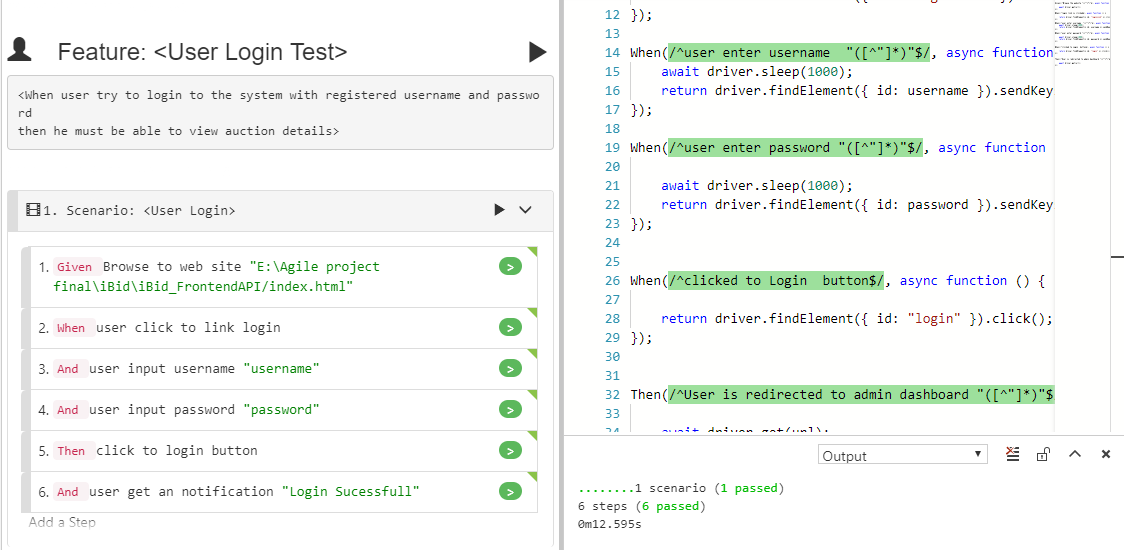 Feature: <User Login Test>
<When user try to login to the system with registered username and passwo
rd
then he must be able to view auction details>
1. Scenario: <User Login>
1. Given Browse to web site "E:\Agile project
final\iBid\iBid_FrontendAPI/index.html"
>
2. When user click to link login >
3. And user input username "username" >
4. And user input password "password" >
5. Then click to login button >
6. And user get an notification "Login Sucessfull" >
Add a Step
12 });
13
14 When(/^user enter username  "([^"]*)"$/, async function
15 await driver.sleep(1000);
16 return driver.findElement({ id: username }).sendKey
17 });
18
19 When(/^user enter password "([^"]*)"$/, async function
20
21 await driver.sleep(1000);
22 return driver.findElement({ id: password }).sendKey
23 });
24
25
26 When(/^clicked to Login  button$/, async function () {
27
28 return driver.findElement({ id: "login" }).click();
29 });
30
31
32 Then(/^User is redirected to admin dashboard "([^"]*)"$
33
34 await driver.get(url);
Output
........1 scenario (1 passed)
6 steps (6 passed)
0m12.595s